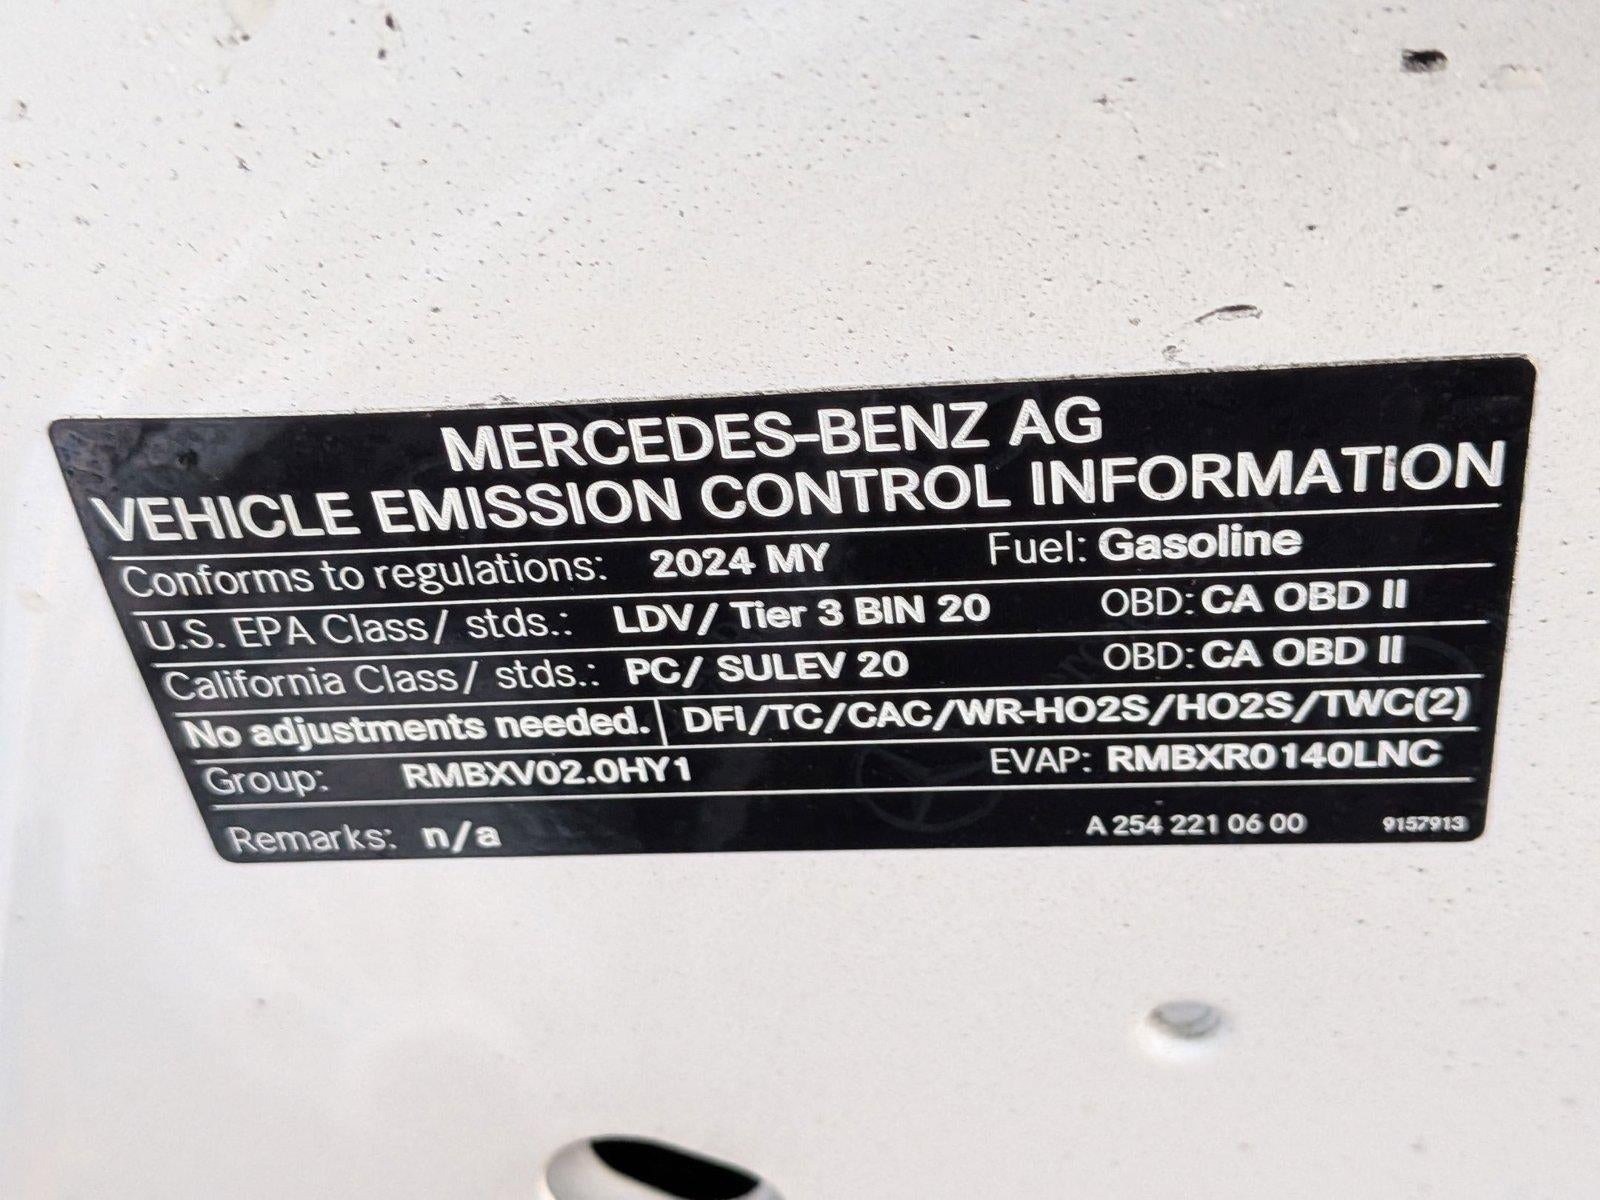 MERCEDES-BENZ AG
VEHICLE EMISSION CONTROL INFORMATION
Conforms to regulations: 2024 MY Fuel: Gasoline
U.S. EPA Class/ stds.: LDV/ Tier 3 BIN 20 OBD: CA OBD II
California Class/ stds.: PC/ SULEV 20 OBD: CA OBD II
No adjustments needed. DFI/TC/CAC/WR-HO2S/HO2S/TWC(2)
Group: RMBXV02.0HY1 EVAP: RMBXR0140LNC
Remarks: n/a A 254 221 06 00 9157913